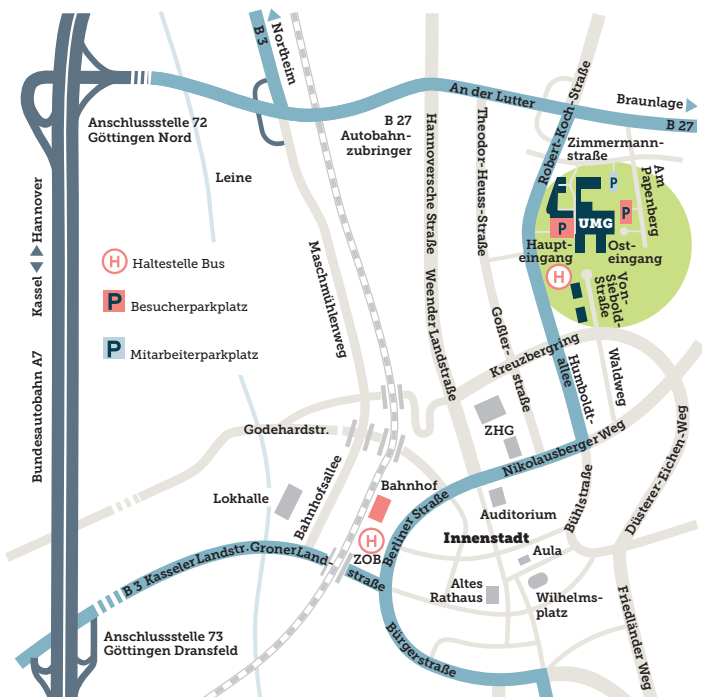 B 3
Northeim
An der Lutter
Braunlage
B 27
Anschlussstelle 72
Göttingen Nord
B 27
Autobahn-
zubringer
Robert-Koch-Straße
Zimmermann-
straße
Am
Papenberg
Leine
Hannoversche Straße
Theodor-Heuss-Straße
P
P
P
UMG
Haupt-
eingang
Ost-
eingang
H
Von-
Siebold-
Straße
Kassel
Hannover
H Haltestelle Bus
P Besucherparkplatz
P Mitarbeiterparkplatz
Maschmühlenweg
Weender Landstraße
Goßler-
straße
Kreuzbergring
Humboldt-
allee
Waldweg
Bundesautobahn A7
Godehardstr.
ZHG
Nikolausberger Weg
Düsterer-Eichen-Weg
Lokhalle
Bahnhofsallee
Bahnhof
Berliner Straße
Auditorium
Bühlstraße
H
ZOB
Innenstadt
Aula
B 3 Kasseler Landstr.
Groner Land-
straße
Altes
Rathaus
Wilhelms-
platz
Friedländer Weg
Anschlussstelle 73
Göttingen Dransfeld
Bürgerstraße